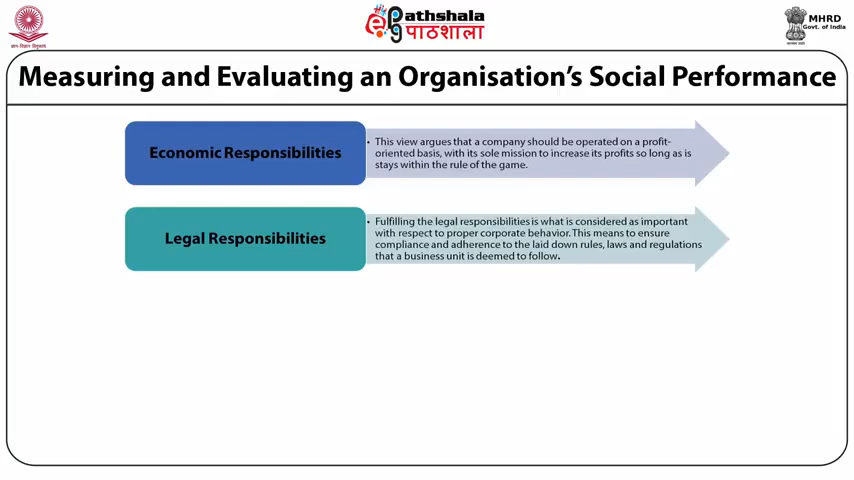 ज्ञान-विज्ञान विमुक्तये
ePathshala
पाठशाला
MHRD
Govt. of India
सत्यमेव जयते
Measuring and Evaluating an Organisation's Social Performance
Economic Responsibilities
• This view argues that a company should be operated on a profit-
oriented basis, with its sole mission to increase its profits so long as is
stays within the rule of the game.
Legal Responsibilities
• Fulfilling the legal responsibilities is what is considered as important
with respect to proper corporate behavior. This means to ensure
compliance and adherence to the laid down rules, laws and regulations
that a business unit is deemed to follow.